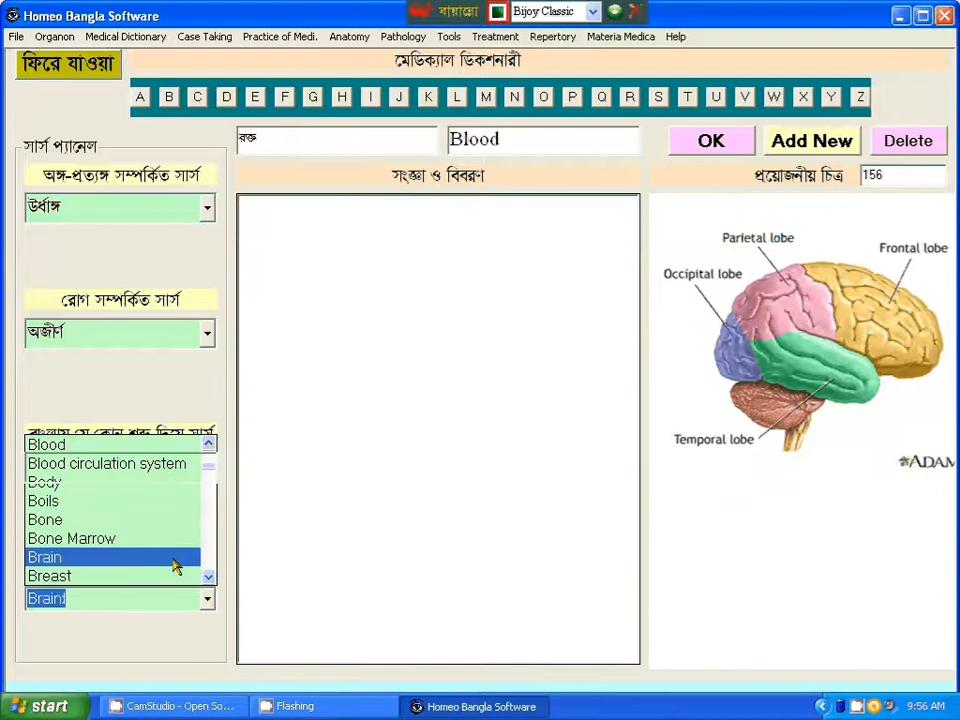 Homeo Bangla Software
বায়ান্নো
Bijoy Classic
File Organon Medical Dictionary Case Taking Practice of Medi. Anatomy Pathology Tools Treatment Repertory Materia Medica Help
ফিরে যাওয়া
মেডিক্যাল ডিকশনারী
A B C D E F G H I J K L M N O P Q R S T U V W X Y Z
সার্স প্যানেল
রক্ত
Blood
OK
Add New
Delete
অঙ্গ-প্রত্যঙ্গ সম্পর্কিত সার্স
সংজ্ঞা ও বিবরণ
প্রয়োজনীয় চিত্র
156
উর্ধাঙ্গ
Parietal lobe
Frontal lobe
Occipital lobe
রোগ সম্পর্কিত সার্স
অজীর্ণ
বাংলায় যে কোন শব্দ দিয়ে সার্স
Temporal lobe
ADAM
Blood
Blood circulation system
Body
Boils
Bone
Bone Marrow
Brain
Breast
Brain
start
CamStudio - Open So...
Flashing
Homeo Bangla Software
9:56 AM